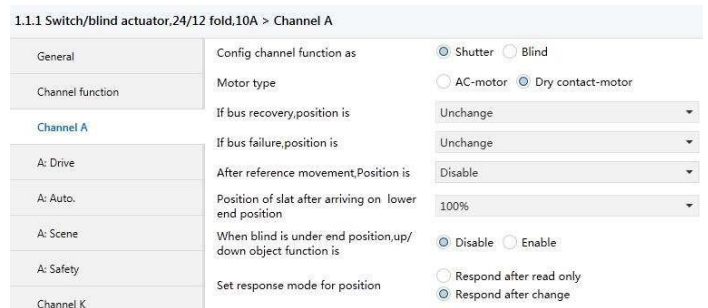 1.1.1 Switch/blind actuator,24/12 fold,10A > Channel A
General
Channel function
Channel A
A: Drive
A: Auto.
A: Scene
A: Safety
Channel K
Config channel function as
Shutter Blind
Motor type
AC-motor Dry contact-motor
If bus recovery,position is
Unchange
If bus failure,position is
Unchange
After reference movement,Position is
Disable
Position of slat after arriving on lower
end position
100%
When blind is under end position,up/
down object function is
Disable Enable
Set response mode for position
Respond after read only
Respond after change